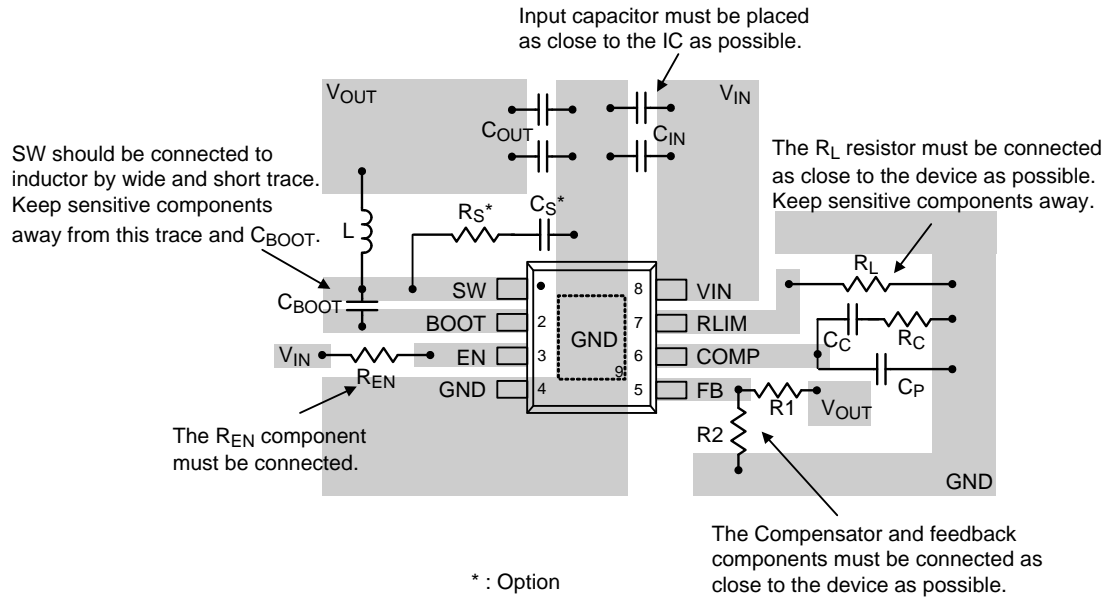 Input capacitor must be placed
as close to the IC as possible.
VOUT
VIN
COUT
CIN
SW should be connected to
inductor by wide and short trace.
Keep sensitive components
away from this trace and CBOOT.
The RL resistor must be connected
as close to the device as possible.
Keep sensitive components away.
L
RS*
CS*
RL
SW
8
VIN
CBOOT
BOOT
2
GND
7
RLIM
CC
RC
VIN
EN
3
6
COMP
REN
9
CP
GND
4
5
FB
R1
VOUT
R2
The REN component
must be connected.
GND
The Compensator and feedback
components must be connected as
close to the device as possible.
* : Option